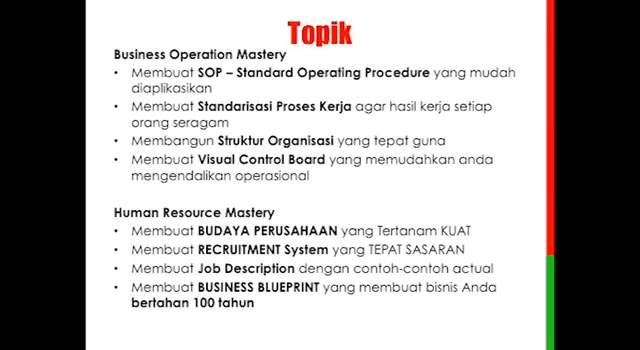 Topik
Business Operation Mastery
• Membuat SOP – Standard Operating Procedure yang mudah
diaplikasikan
• Membuat Standarisasi Proses Kerja agar hasil kerja setiap
orang seragam
• Membangun Struktur Organisasi yang tepat guna
• Membuat Visual Control Board yang memudahkan anda
mengendalikan operasional
Human Resource Mastery
• Membuat BUDAYA PERUSAHAAN yang Tertanam KUAT
• Membuat RECRUITMENT System yang TEPAT SASARAN
• Membuat Job Description dengan contoh-contoh actual
• Membuat BUSINESS BLUEPRINT yang membuat bisnis Anda
bertahan 100 tahun